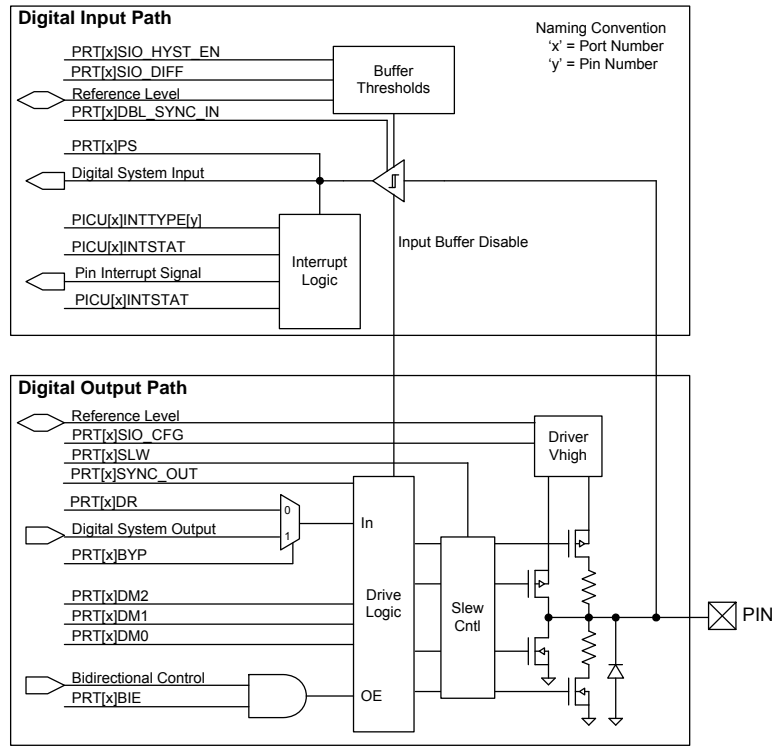 Digital Input Path
Naming Convention
'x' = Port Number
'y' = Pin Number
PRT[x]SIO_HYST_EN
PRT[x]SIO_DIFF
Reference Level
PRT[x]DBL_SYNC_IN
Buffer
Thresholds
PRT[x]PS
Digital System Input
PICU[x]INTTYPE[y]
PICU[x]INTSTAT
Pin Interrupt Signal
PICU[x]INTSTAT
Interrupt
Logic
Input Buffer Disable
Digital Output Path
Reference Level
PRT[x]SIO_CFG
PRT[x]SLW
PRT[x]SYNC_OUT
Driver
Vhigh
PRT[x]DR
Digital System Output
PRT[x]BYP
0
1
In
PRT[x]DM2
PRT[x]DM1
PRT[x]DM0
Drive
Logic
Slew
Cntl
PIN
Bidirectional Control
PRT[x]BIE
OE